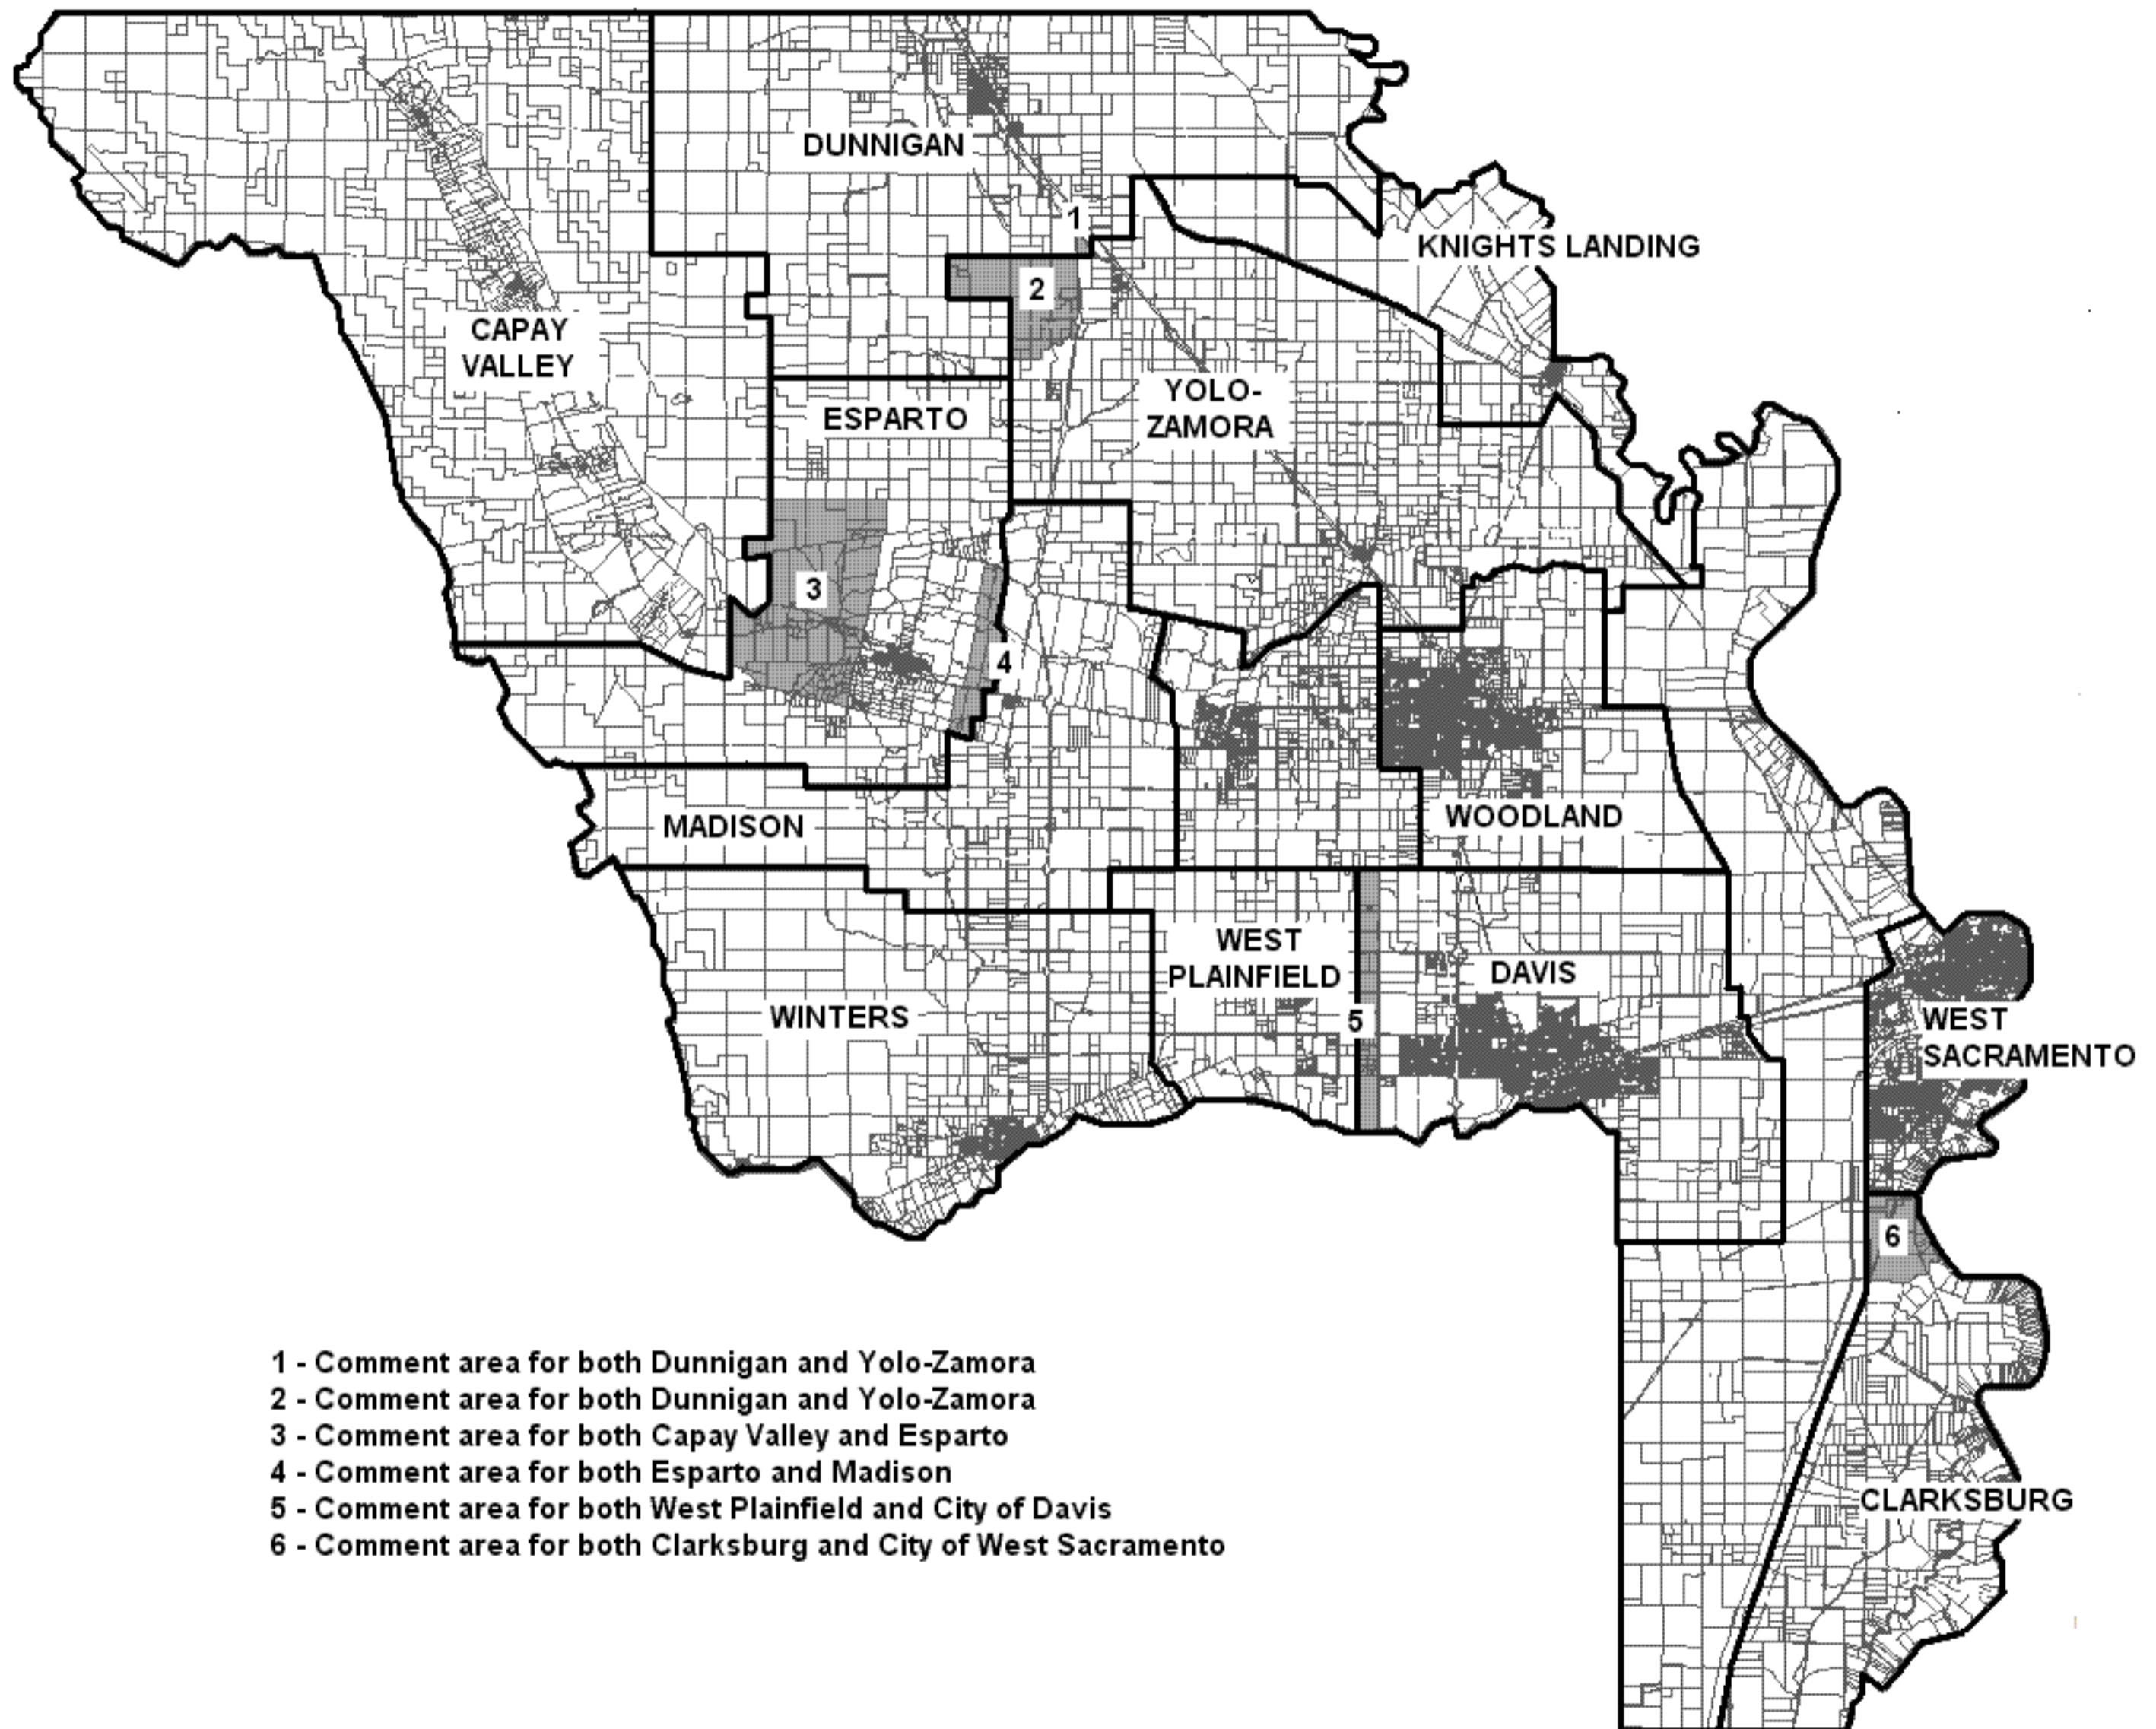 DUNNIGAN
1
KNIGHTS LANDING
2
CAPAY
VALLEY
YOLO-
ZAMORA
ESPARTO
3
4
WOODLAND
MADISON
WEST
PLAINFIELD
DAVIS
WINTERS
5
WEST
SACRAMENTO
6
1 - Comment area for both Dunnigan and Yolo-Zamora
2 - Comment area for both Dunnigan and Yolo-Zamora
3 - Comment area for both Capay Valley and Esparto
4 - Comment area for both Esparto and Madison
5 - Comment area for both West Plainfield and City of Davis
6 - Comment area for both Clarksburg and City of West Sacramento
CLARKSBURG